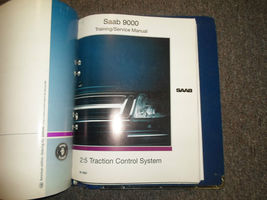 Saab 9000
Training/Service Manual
SAAB
2:5 Traction Control System